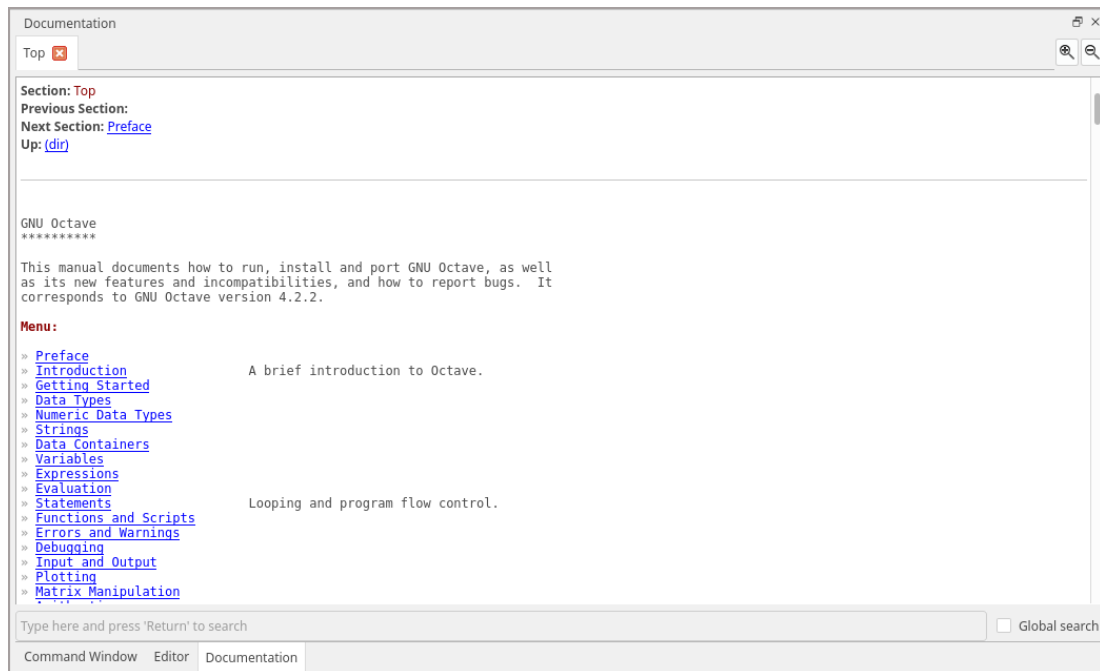 Documentation
Top
Section: Top
Previous Section:
Next Section: Preface
Up: (dir)
GNU Octave
**********
This manual documents how to run, install and port GNU Octave, as well
as its new features and incompatibilities, and how to report bugs.  It
corresponds to GNU Octave version 4.2.2.
Menu:
» Preface
» Introduction A brief introduction to Octave.
» Getting Started
» Data Types
» Numeric Data Types
» Strings
» Data Containers
» Variables
» Expressions
» Evaluation
» Statements Looping and program flow control.
» Functions and Scripts
» Errors and Warnings
» Debugging
» Input and Output
» Plotting
» Matrix Manipulation
Type here and press 'Return' to search
Global search
Command Window Editor Documentation